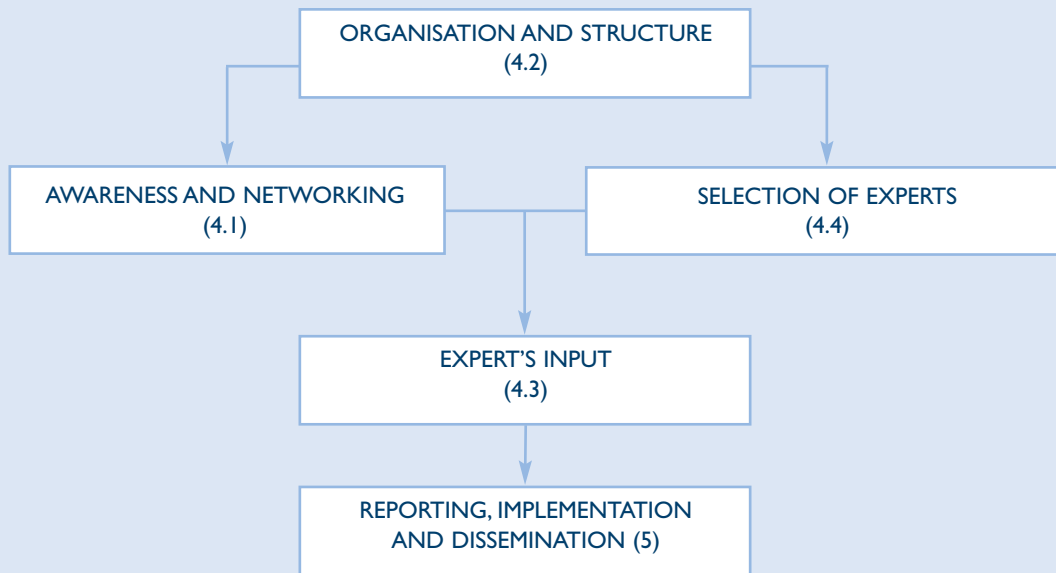 ORGANISATION AND STRUCTURE
(4.2)
AWARENESS AND NETWORKING
(4.1)
SELECTION OF EXPERTS
(4.4)
EXPERT'S INPUT
(4.3)
REPORTING, IMPLEMENTATION
AND DISSEMINATION (5)